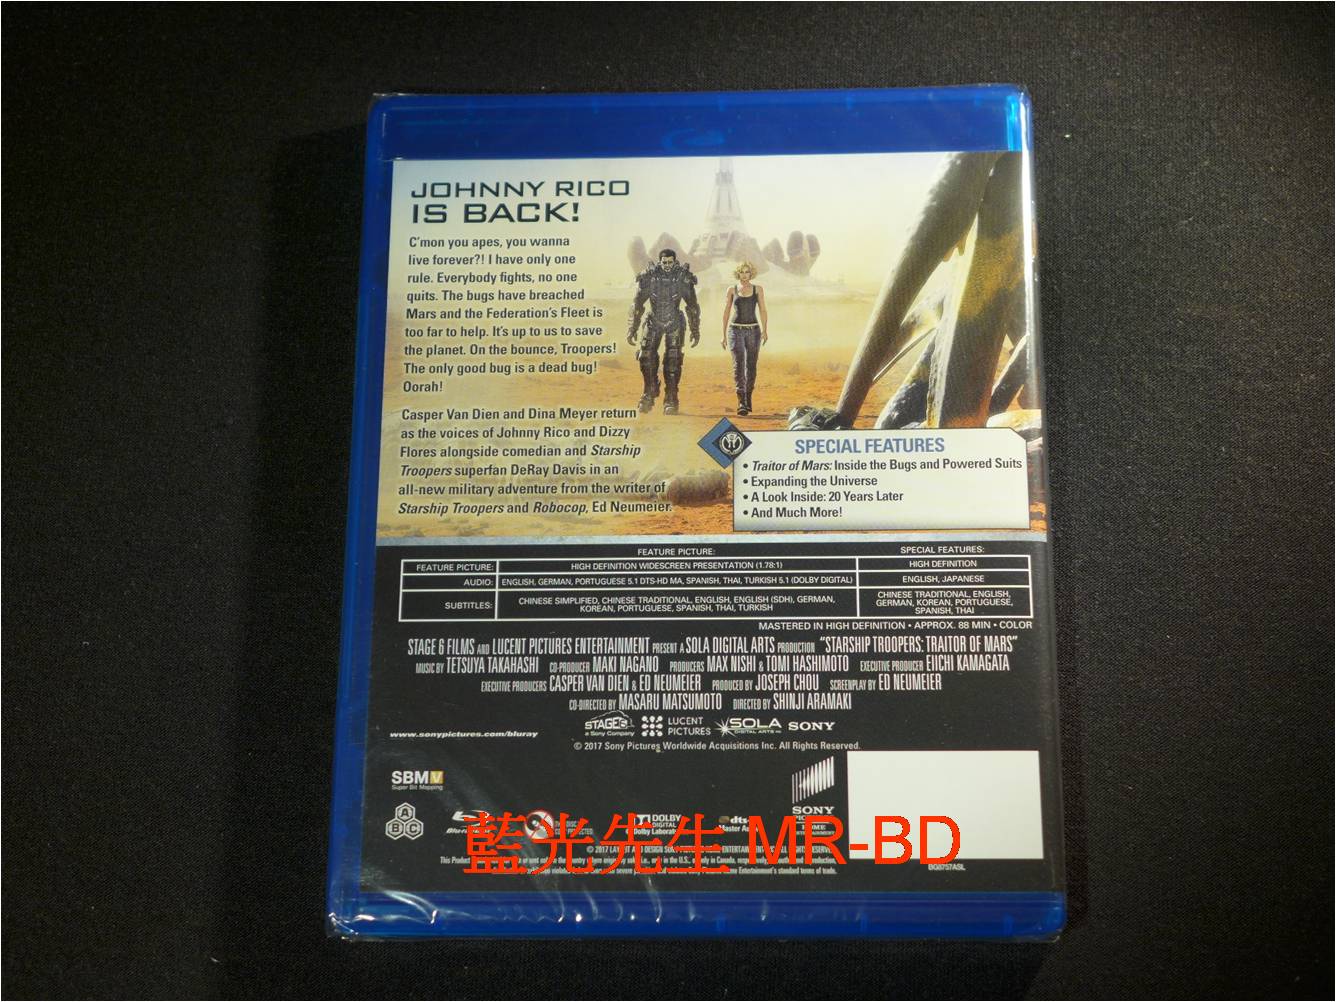 JOHNNY RICO
IS BACK!
C'mon you apes, you wanna
live forever?! I have only one
rule. Everybody fights, no one
quits. The bugs have breached
Mars and the Federation's Fleet is
too far to help. It's up to us to save
the planet. On the bounce, Troopers!
The only good bug is a dead bug!
Oorah!
Casper Van Dien and Dina Meyer return
as the voices of Johnny Rico and Dizzy
Flores alongside comedian and Starship
Troopers superfan DeRay Davis in an
all-new military adventure from the writer of
Starship Troopers and Robocop, Ed Neumeier.
SPECIAL FEATURES
• Traitor of Mars: Inside the Bugs and Powered Suits
• Expanding the Universe
• A Look Inside: 20 Years Later
• And Much More!
FEATURE PICTURE: SPECIAL FEATURES:
FEATURE PICTURE: HIGH DEFINITION WIDESCREEN PRESENTATION (1.78:1) HIGH DEFINITION
AUDIO: ENGLISH, GERMAN, PORTUGUESE 5.1 DTS-HD MA, SPANISH, THAI, TURKISH 5.1 (DOLBY DIGITAL) ENGLISH, JAPANESE
SUBTITLES: CHINESE SIMPLIFIED, CHINESE TRADITIONAL, ENGLISH, ENGLISH (SDH), GERMAN,
KOREAN, PORTUGUESE, SPANISH, THAI, TURKISH
CHINESE TRADITIONAL, ENGLISH,
GERMAN, KOREAN, PORTUGUESE,
SPANISH, THAI
MASTERED IN HIGH DEFINITION • APPROX. 88 MIN • COLOR
STAGE 6 FILMS AND LUCENT PICTURES ENTERTAINMENT PRESENT A SOLA DIGITAL ARTS PRODUCTION "STARSHIP TROOPERS: TRAITOR OF MARS"
MUSIC BY TETSUYA TAKAHASHI CO-PRODUCER MAKI NAGANO PRODUCERS MAX NISHI & TOMI HASHIMOTO EXECUTIVE PRODUCER EIICHI KAMAGATA
EXECUTIVE PRODUCERS CASPER VAN DIEN & ED NEUMEIER PRODUCED BY JOSEPH CHOU SCREENPLAY BY ED NEUMEIER
CO-DIRECTED BY MASARU MATSUMOTO DIRECTED BY SHINJI ARAMAKI
STAGE 6
a Sony Company
LUCENT
PICTURES
SOLA
DIGITAL ARTS
SONY
www.sonypictures.com/bluray
© 2017 Sony Pictures Worldwide Acquisitions Inc. All Rights Reserved.
SBMV
Super Bit Mapping
A
B C
DOLBY
DIGITAL
Dolby
dts
SONY
藍光先生 MR-BD
BD8757ASL